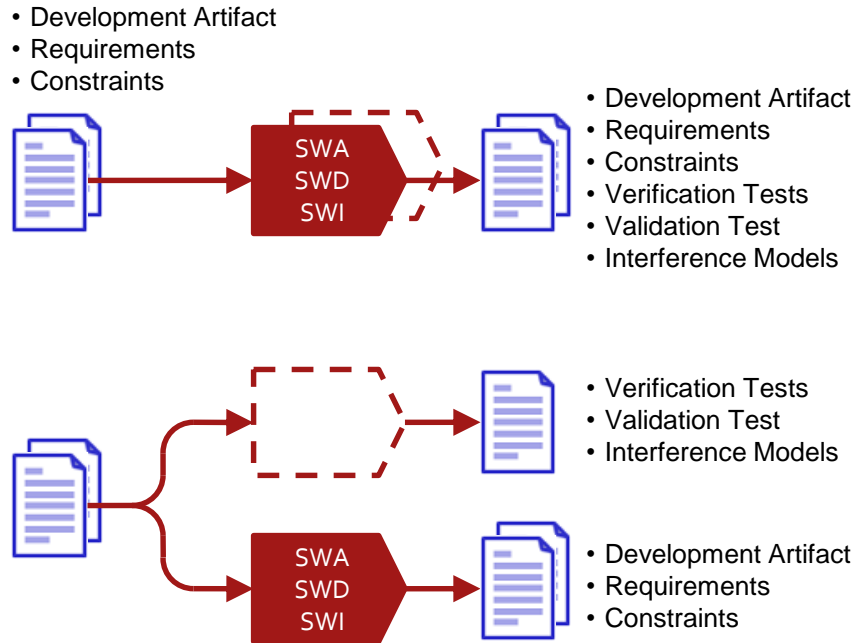 • Development Artifact
• Requirements
• Constraints
SWA
SWD
SWI
• Development Artifact
• Requirements
• Constraints
• Verification Tests
• Validation Test
• Interference Models
• Verification Tests
• Validation Test
• Interference Models
SWA
SWD
SWI
• Development Artifact
• Requirements
• Constraints